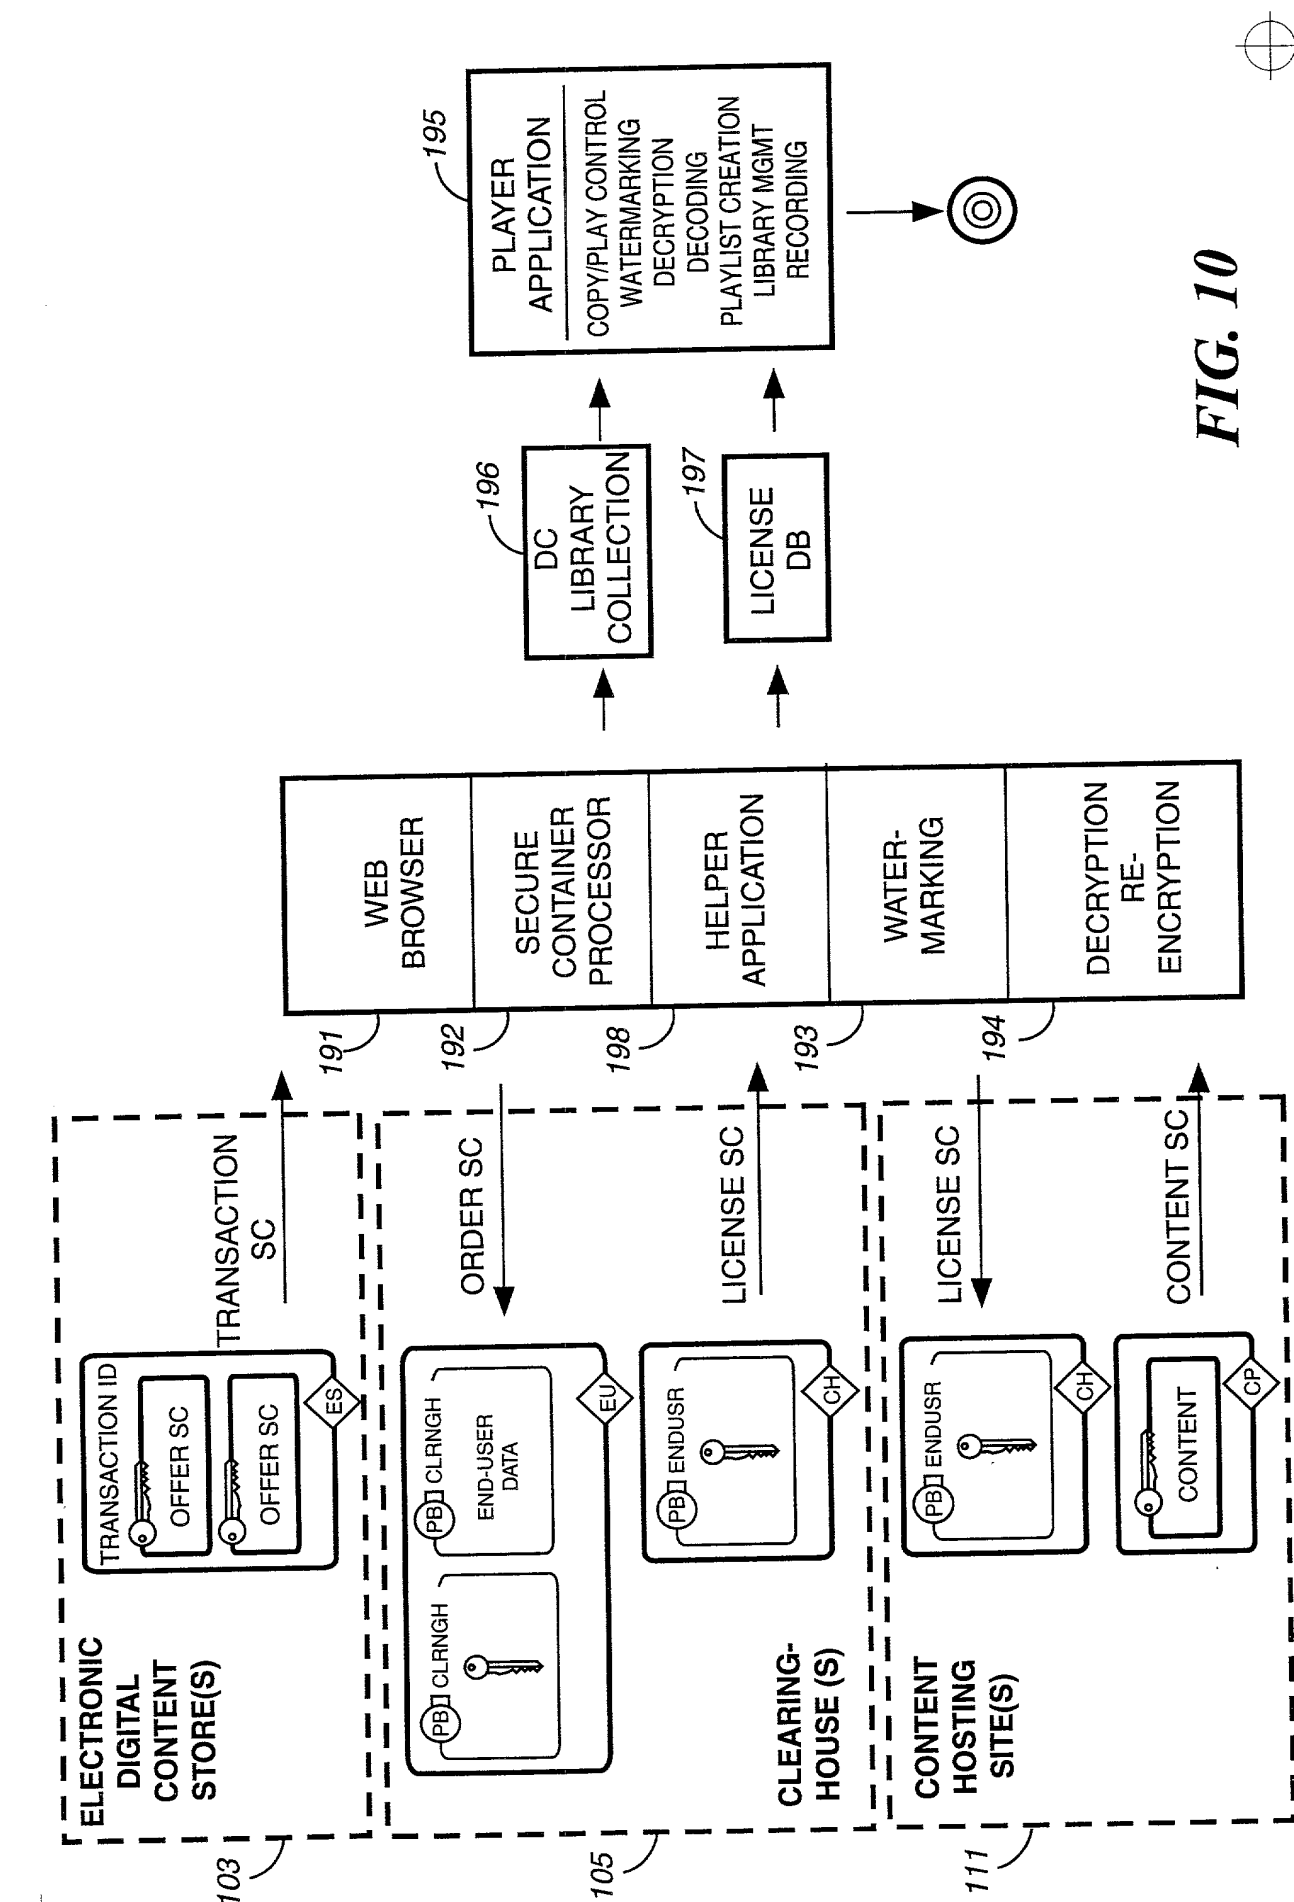 ELECTRONIC
DIGITAL
CONTENT
STORE(S)
103
TRANSACTION ID
OFFER SC
OFFER SC
ES
TRANSACTION
SC
CLEARING-
HOUSE (S)
105
PB CLRNGH
PB CLRNGH
END-USER
DATA
EU
ORDER SC
PB ENDUSR
CH
LICENSE SC
CONTENT
HOSTING
SITE(S)
111
PB ENDUSR
CH
LICENSE SC
CONTENT
CP
CONTENT SC
191
WEB
BROWSER
192
SECURE
CONTAINER
PROCESSOR
198
HELPER
APPLICATION
193
WATER-
MARKING
194
DECRYPTION
RE-
ENCRYPTION
196
DC
LIBRARY
COLLECTION
197
LICENSE
DB
195
PLAYER
APPLICATION
COPY/PLAY CONTROL
WATERMARKING
DECRYPTION
DECODING
PLAYLIST CREATION
LIBRARY MGMT
RECORDING
FIG. 10